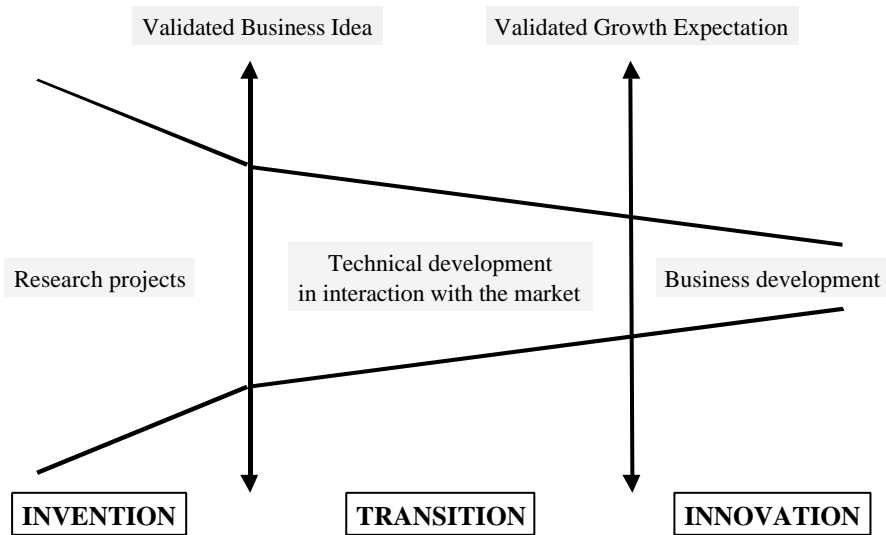 Validated Business Idea
Validated Growth Expectation
Research projects
Technical development
in interaction with the market
Business development
INVENTION
TRANSITION
INNOVATION